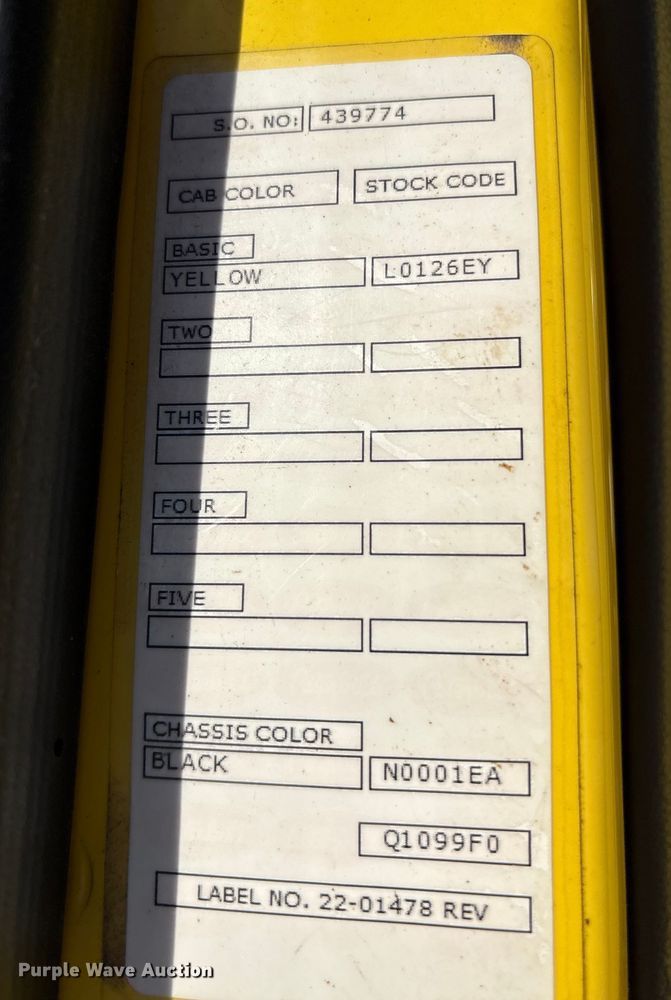 S.O. NO: 439774
CAB COLOR STOCK CODE
BASIC
YELLOW L0126EY
TWO
THREE
FOUR
FIVE
CHASSIS COLOR
BLACK N0001EA
Q1099F0
LABEL NO. 22-01478 REV
Purple Wave Auction